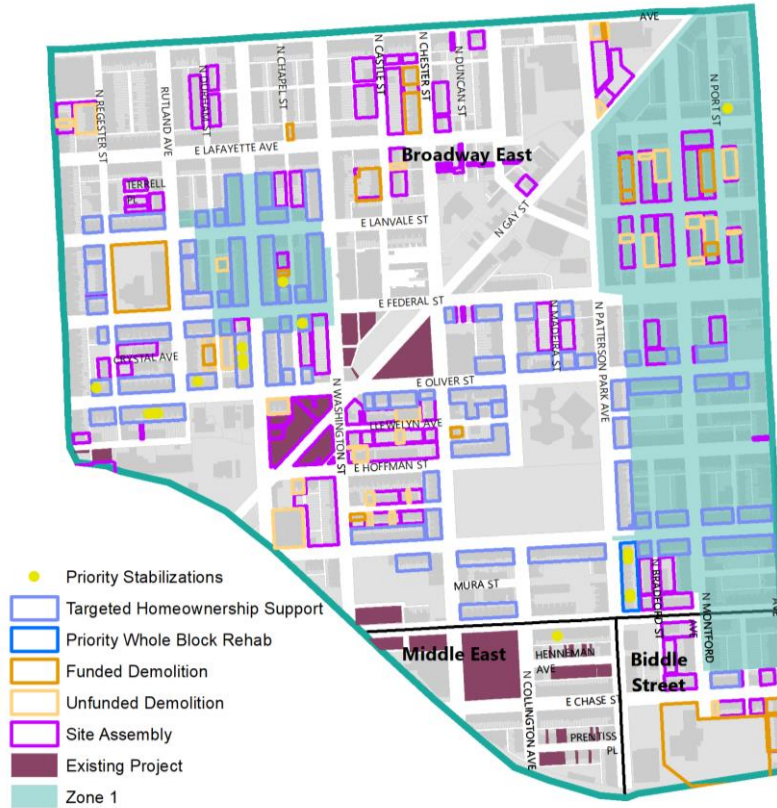 AVE
N REGESTER ST
RUTLAND AVE
N DURHAM ST
N CHAPEL ST
N CASTLE ST
N CHESTER ST
N DUNCAN ST
N PORT ST
E LAFAYETTE AVE
Broadway East
TERRELL
PL
E LANVALE ST
N GAY ST
E FEDERAL ST
N MADEIRA ST
N PATTERSON PARK AVE
CRYSTAL AVE
E OLIVER ST
N WASHINGTON ST
LLEWELYN AVE
E HOFFMAN ST
MURA ST
N BRADFORD ST
N MONTFORD
AVE
Middle East
HENNEMAN
AVE
Biddle
Street
N COLLINGTON AVE
E CHASE ST
PRENTISS
PL
Priority Stabilizations
Targeted Homeownership Support
Priority Whole Block Rehab
Funded Demolition
Unfunded Demolition
Site Assembly
Existing Project
Zone 1